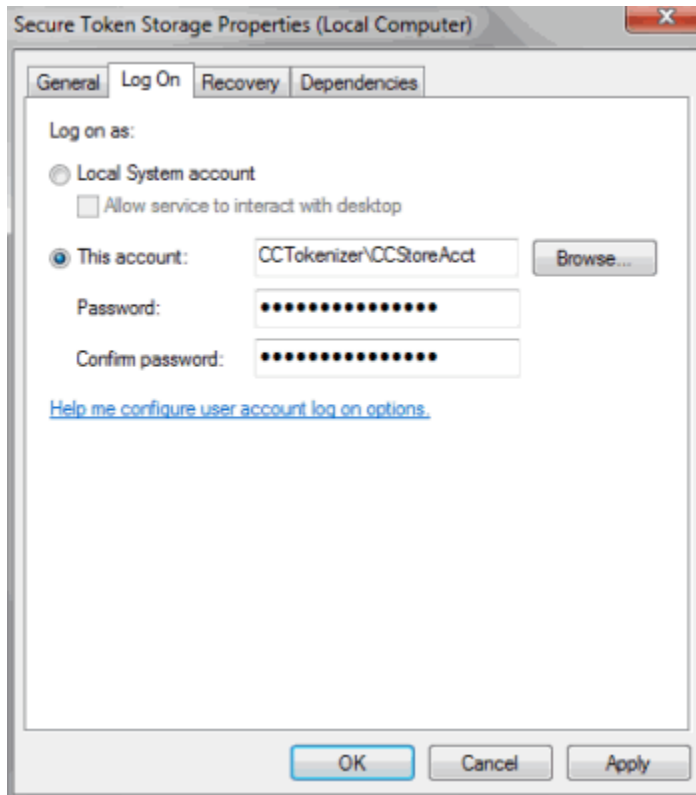 Secure Token Storage Properties (Local Computer)
General Log On Recovery Dependencies
Log on as:
Local System account
Allow service to interact with desktop
This account: CCTokenizer\CCStoreAcct Browse...
Password: •••••••••••••••
Confirm password: •••••••••••••••
Help me configure user account log on options.
OK Cancel Apply